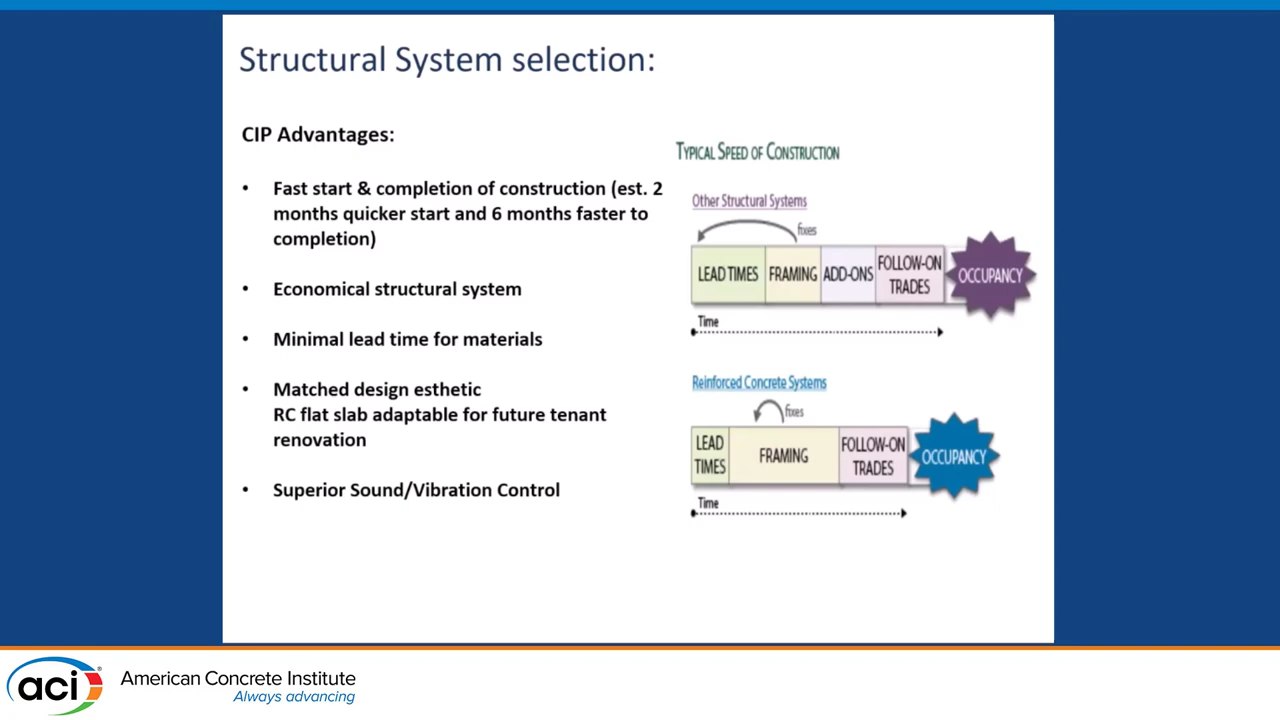 Structural System selection:
CIP Advantages:
• Fast start & completion of construction (est. 2
months quicker start and 6 months faster to
completion)
• Economical structural system
• Minimal lead time for materials
• Matched design esthetic
RC flat slab adaptable for future tenant
renovation
• Superior Sound/Vibration Control
TYPICAL SPEED OF CONSTRUCTION
Other Structural Systems
fixes
LEAD TIMES
FRAMING
ADD-ONS
FOLLOW-ON
TRADES
OCCUPANCY
Time
Reinforced Concrete Systems
fixes
LEAD
TIMES
FRAMING
FOLLOW-ON
TRADES
OCCUPANCY
Time
aci®
American Concrete Institute
Always advancing